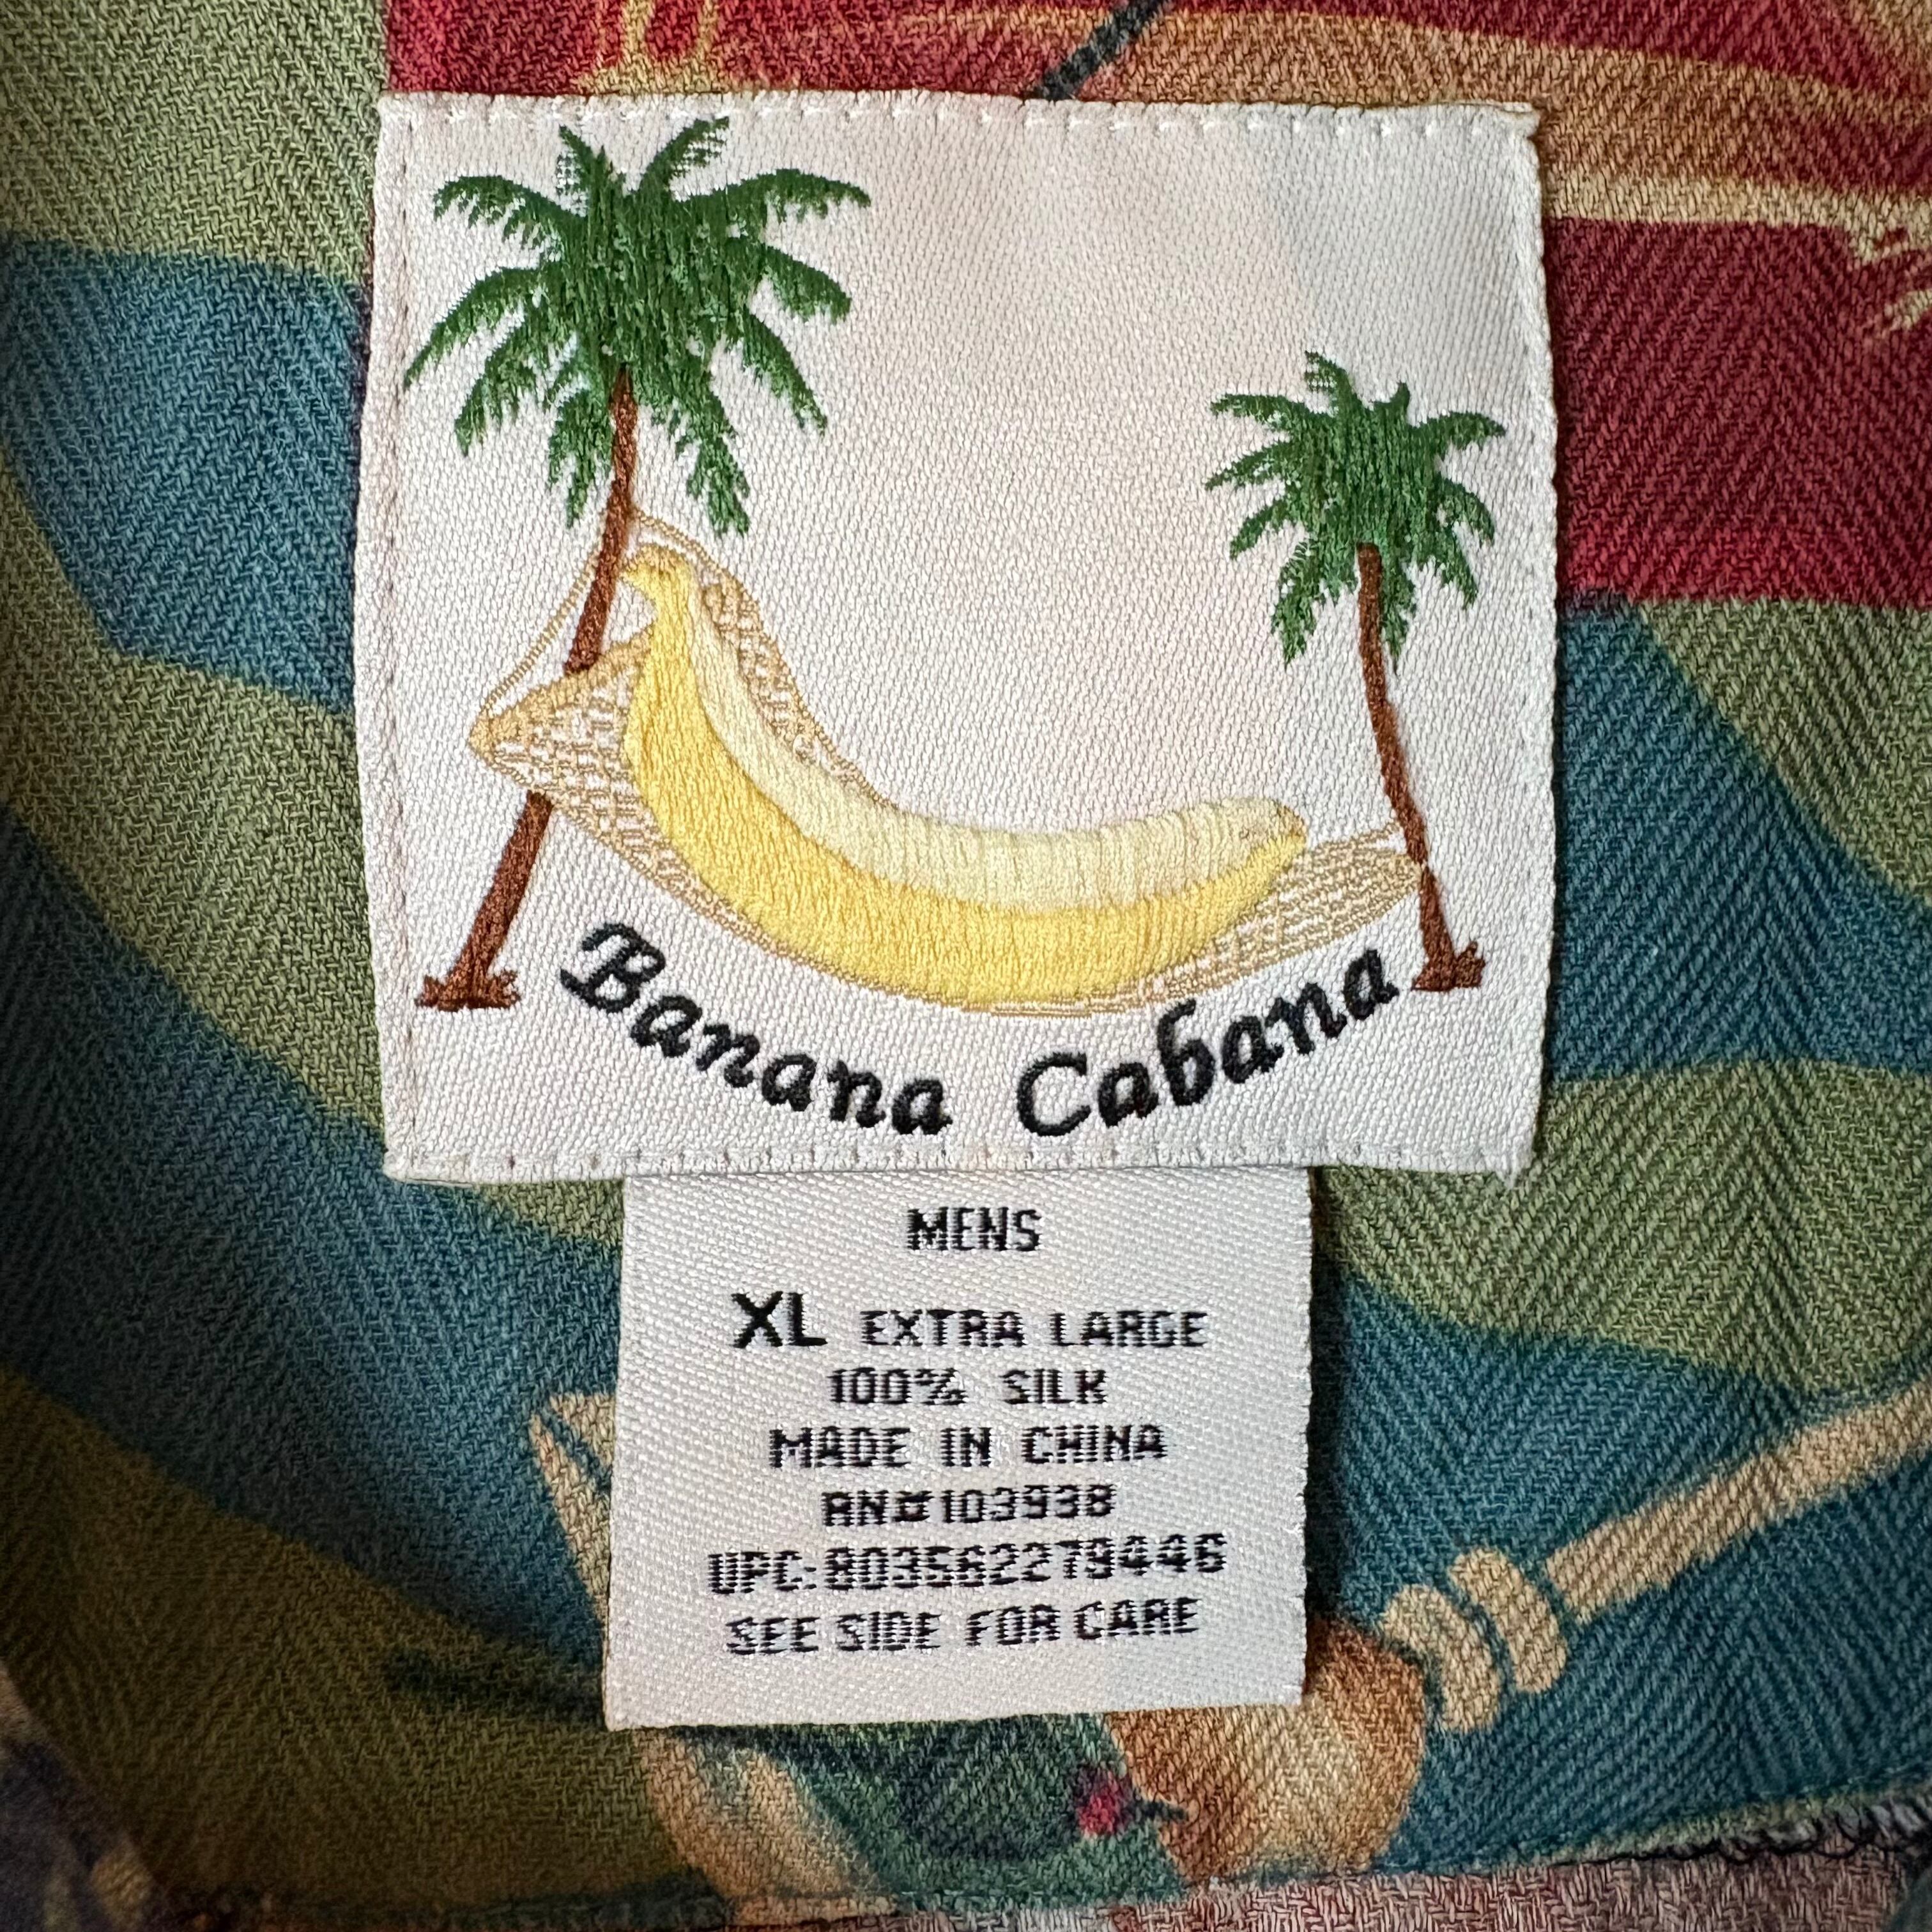 Banana Cabana
MENS
XL EXTRA LARGE
100% SILK
MADE IN CHINA
RN#103938
UPC:803562279446
SEE SIDE FOR CARE